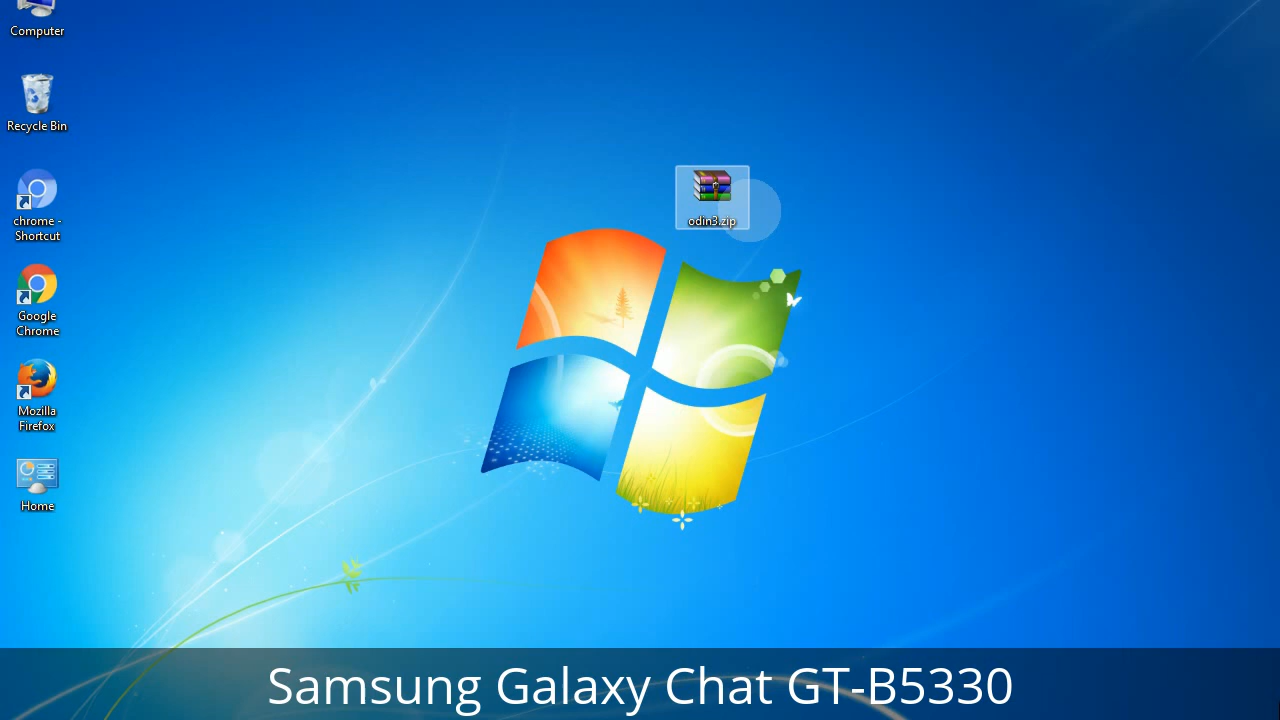 Computer
Recycle Bin
chrome -
Shortcut
Google
Chrome
Mozilla
Firefox
Home
odin3.zip
Samsung Galaxy Chat GT-B5330